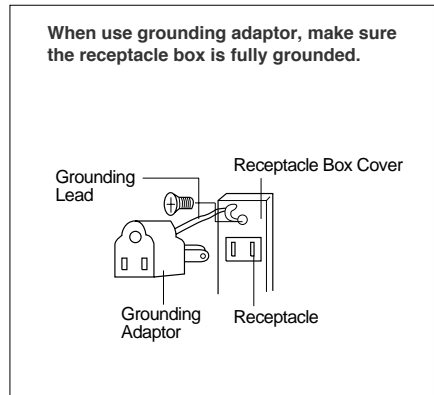 When use grounding adaptor, make sure
the receptacle box is fully grounded.
Grounding
Lead
Receptacle Box Cover
Grounding
Adaptor
Receptacle